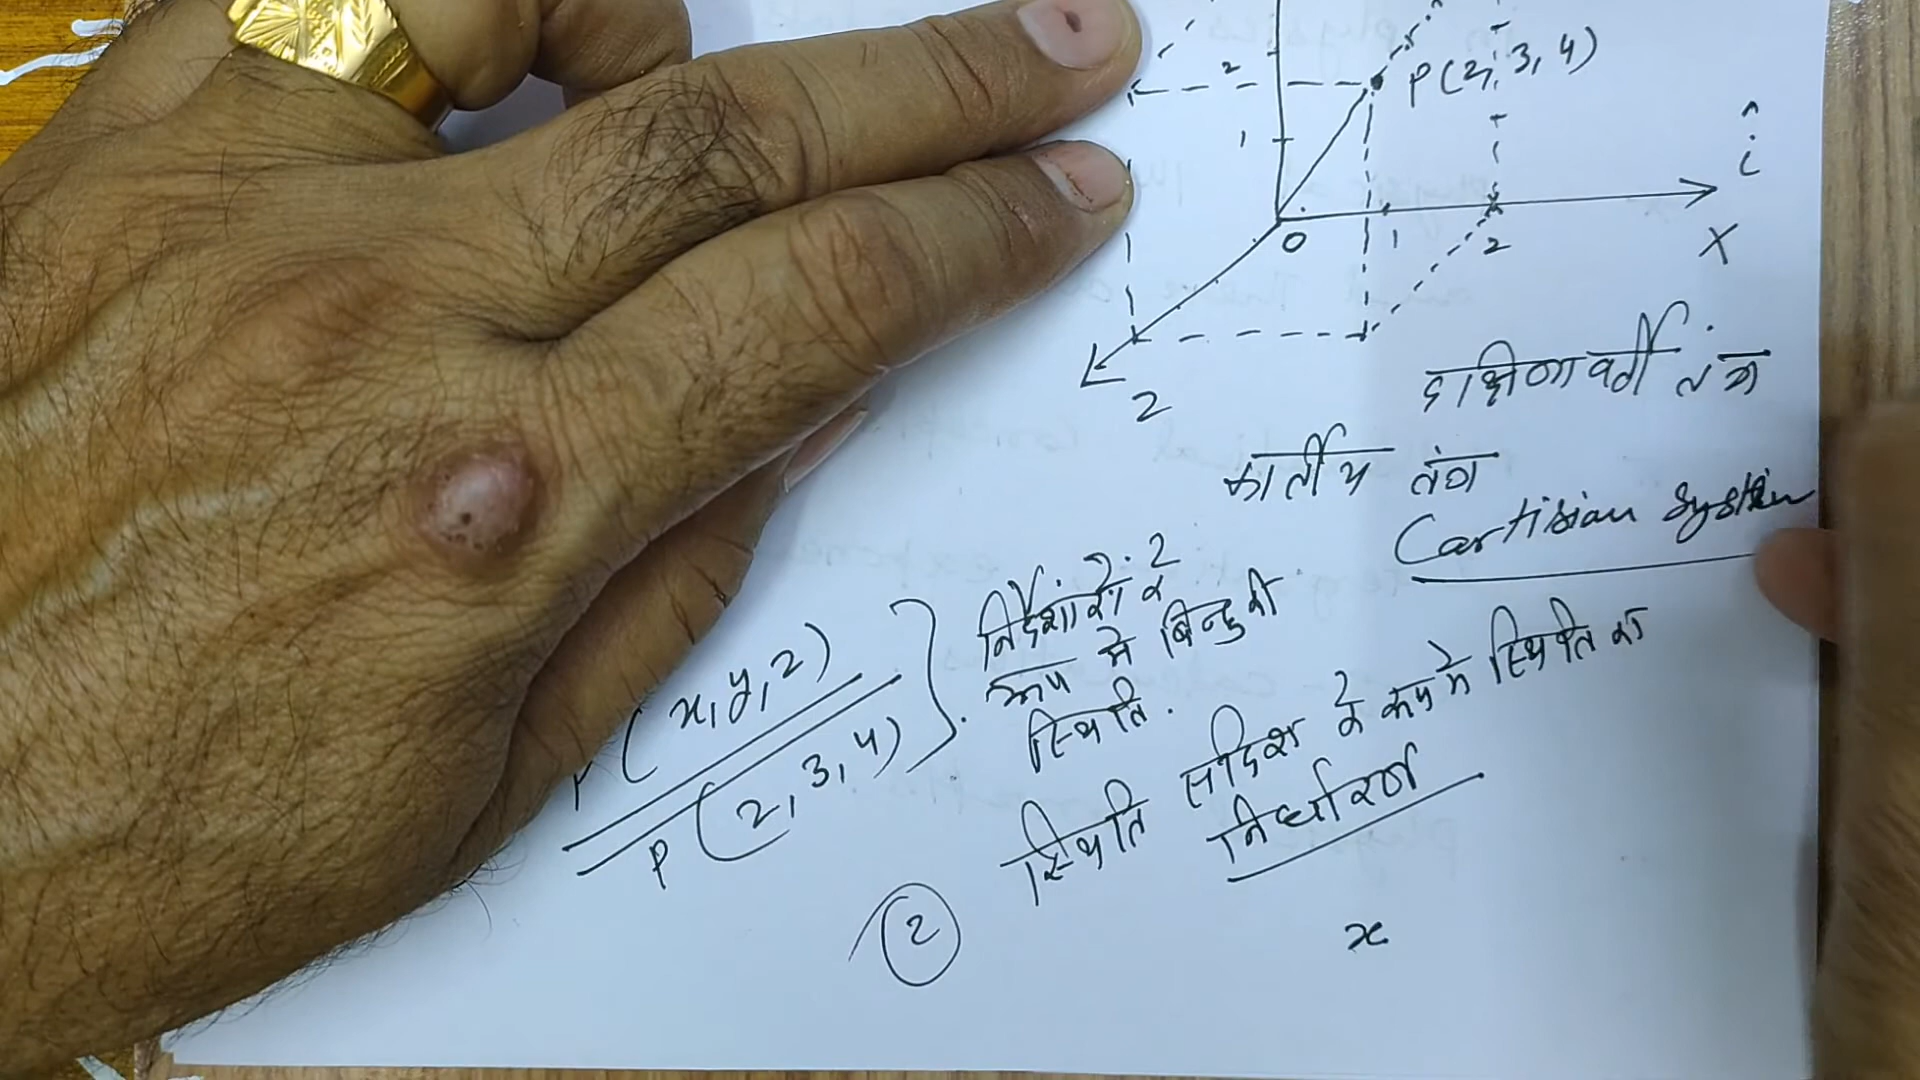 2
P(2, 3, 4)
1
î
0 1 2
X
Z
दक्षिणावर्ती तंत्र
कार्तीय तंत्र
Cartisian System
(x, y, z)
P(2, 3, 4)
निर्देशांकों के
रूप में बिन्दु की
स्थिति.
② स्थिति सदिश के रूप में स्थिति का
निर्धारण
x